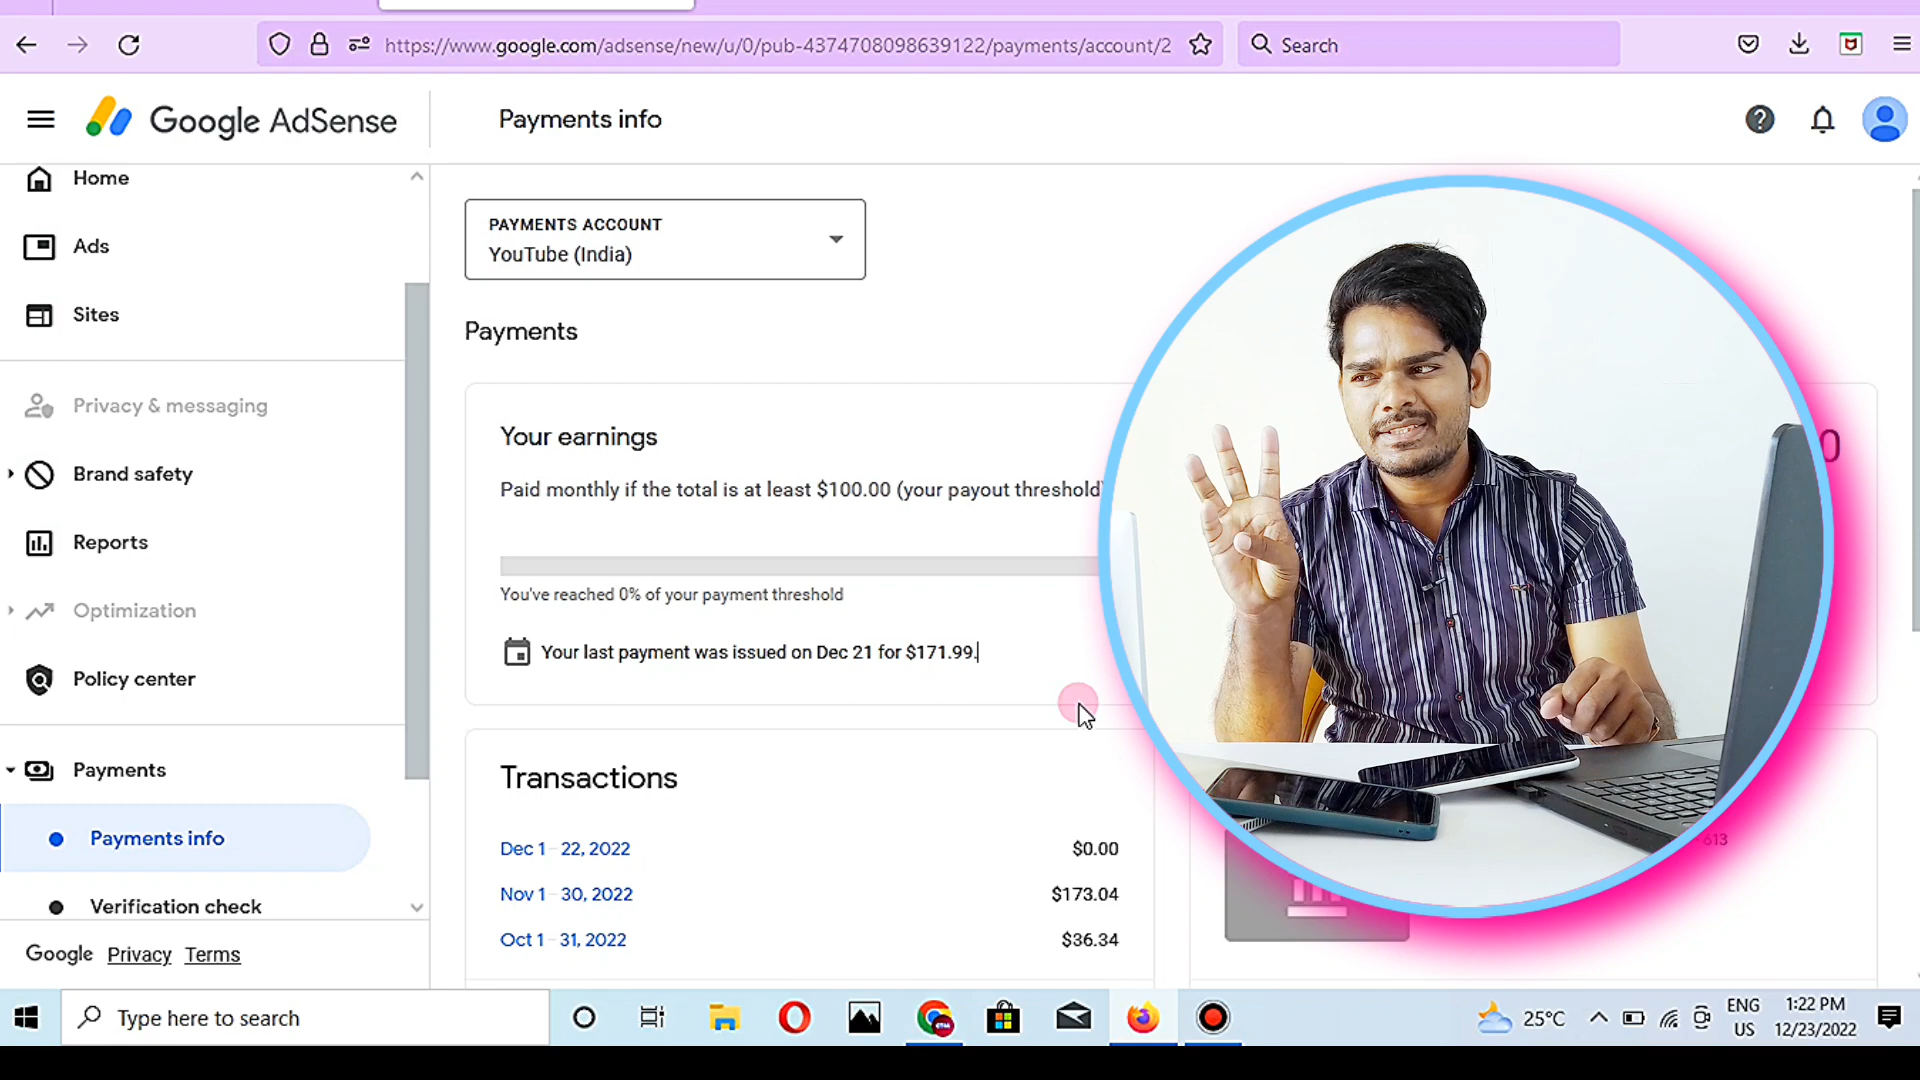 https://www.google.com/adsense/new/u/0/pub-4374708098639122/payments/account/2
Search
Google AdSense
Payments info
Home
Ads
Sites
Privacy & messaging
Brand safety
Reports
Optimization
Policy center
Payments
Payments info
Verification check
Google Privacy Terms
PAYMENTS ACCOUNT
YouTube (India)
Payments
Your earnings
Paid monthly if the total is at least $100.00 (your payout threshold)
0
You've reached 0% of your payment threshold
Your last payment was issued on Dec 21 for $171.99.
Transactions
Dec 1 – 22, 2022 $0.00
Nov 1 – 30, 2022 $173.04
Oct 1 – 31, 2022 $36.34
613
Type here to search
25°C
ENG
US
1:22 PM
12/23/2022